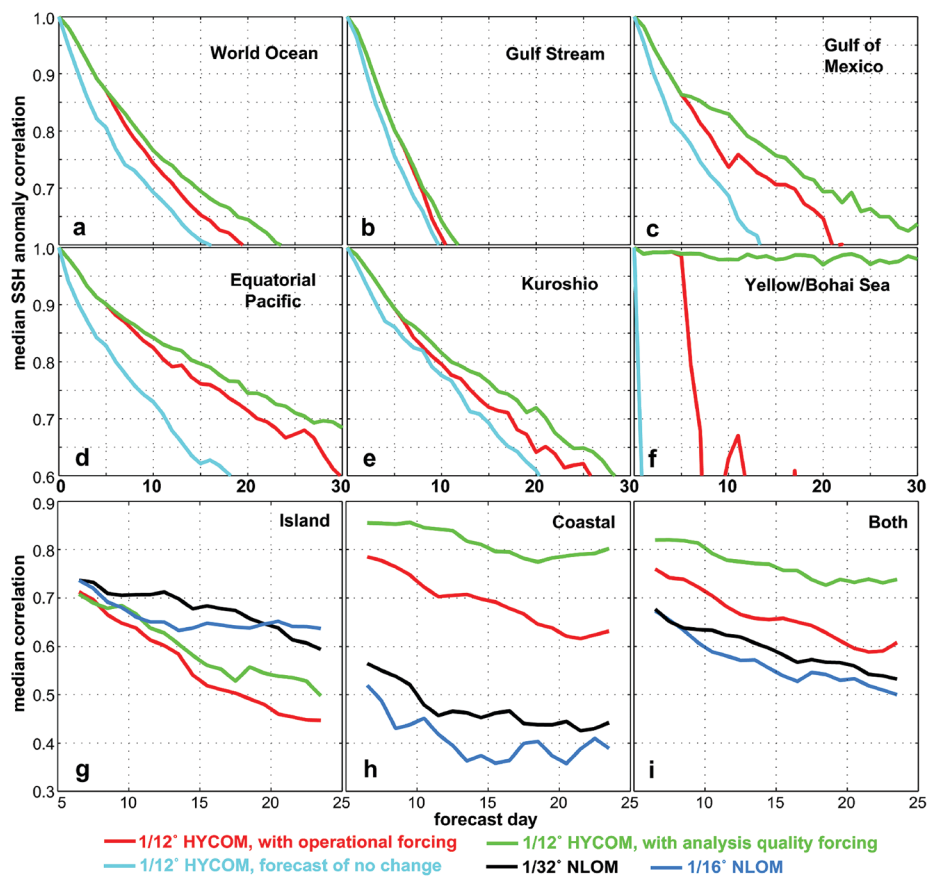 median SSH anomaly correlation
1.0
0.9
0.8
0.7
World Ocean
a
Gulf Stream
b
Gulf of
Mexico
c
1.0
0.9
0.8
0.7
0.6
Equatorial
Pacific
d
Kuroshio
e
Yellow/Bohai Sea
f
0 10 20 30
0 10 20 30
0 10 20 30
median correlation
0.9
0.8
0.7
0.6
0.5
0.4
0.3
Island
g
Coastal
h
Both
i
5 10 15 20 25
5 10 15 20 25
5 10 15 20 25
forecast day
1/12° HYCOM, with operational forcing
1/12° HYCOM, with analysis quality forcing
1/12° HYCOM, forecast of no change
1/32° NLOM
1/16° NLOM